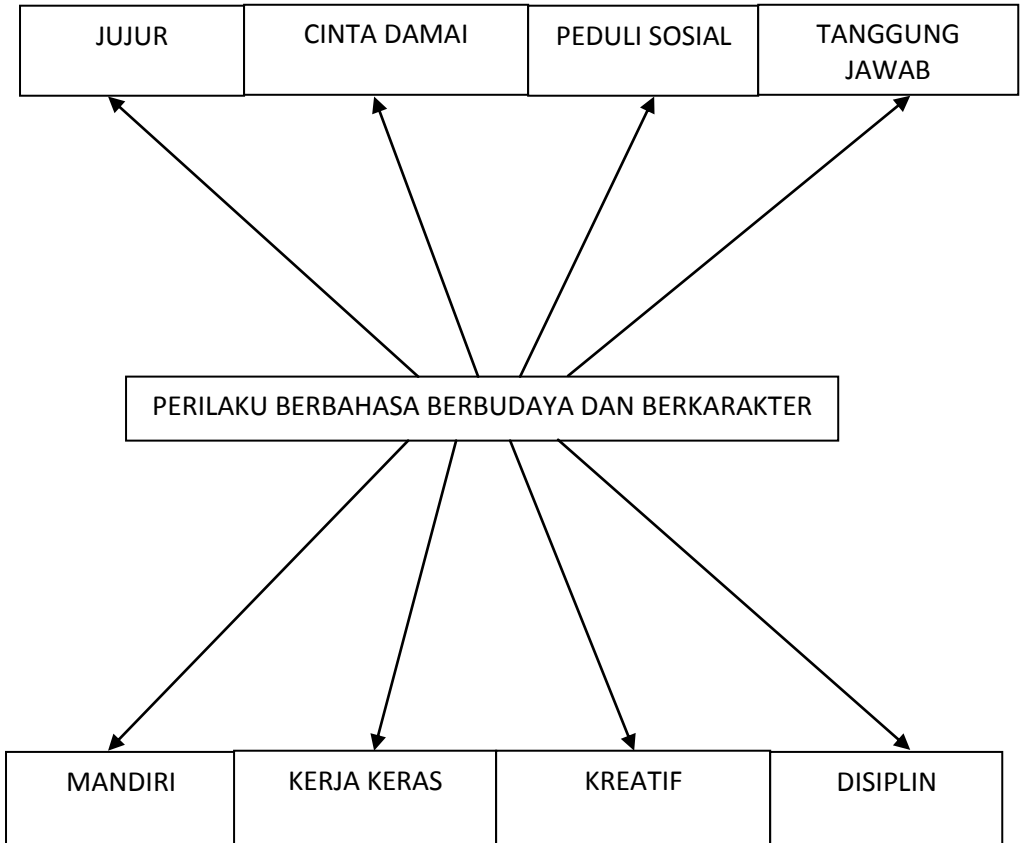 JUJUR
CINTA DAMAI
PEDULI SOSIAL
TANGGUNG
JAWAB
PERILAKU BERBAHASA BERBUDAYA DAN BERKARAKTER
MANDIRI
KERJA KERAS
KREATIF
DISIPLIN